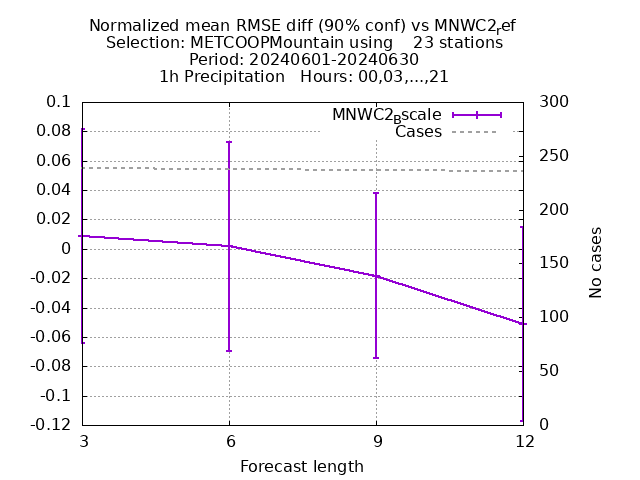 Normalized mean RMSE diff (90% conf) vs MNWC2ref
Selection: METCOOPMountain using    23 stations
Period: 20240601-20240630
1h Precipitation   Hours: 00,03,...,21
0.1
0.08
0.06
0.04
0.02
0
-0.02
-0.04
-0.06
-0.08
-0.1
-0.12
MNWC2Bscale
Cases
300
250
200
150
100
50
0
No cases
3 6 9 12
Forecast length